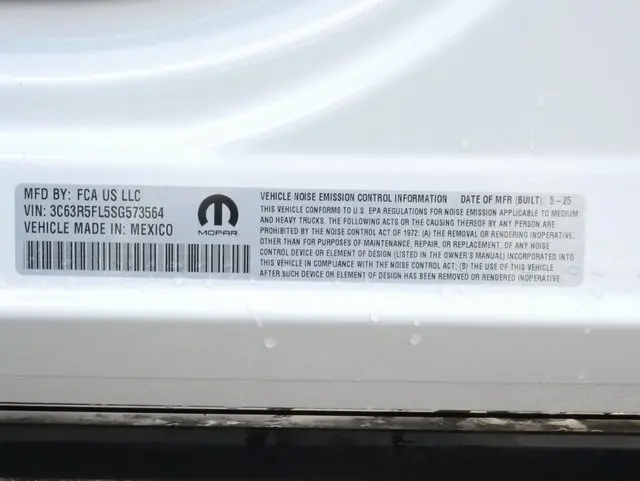 MFD BY: FCA US LLC
VIN: 3C63R5FL5SG573564
VEHICLE MADE IN: MEXICO
MOPAR
VEHICLE NOISE EMISSION CONTROL INFORMATION DATE OF MFR (BUILT): 5-25
THIS VEHICLE CONFORMS TO U.S. EPA REGULATIONS FOR NOISE EMISSION APPLICABLE TO MEDIUM
AND HEAVY TRUCKS. THE FOLLOWING ACTS OR CAUSING THEREOF BY ANY PERSON ARE
PROHIBITED BY THE NOISE CONTROL ACT OF 1972: (A) THE REMOVAL OR RENDERING INOPERATIVE,
OTHER THAN FOR PURPOSES OF MAINTENANCE, REPAIR, OR REPLACEMENT, OF ANY NOISE
CONTROL DEVICE OR ELEMENT OF DESIGN (LISTED IN THE OWNER'S MANUAL) INCORPORATED INTO
THIS VEHICLE IN COMPLIANCE WITH THE NOISE CONTROL ACT; (B) THE USE OF THIS VEHICLE
AFTER SUCH DEVICE OR ELEMENT OF DESIGN HAS BEEN REMOVED OR RENDERED INOPERATIVE.